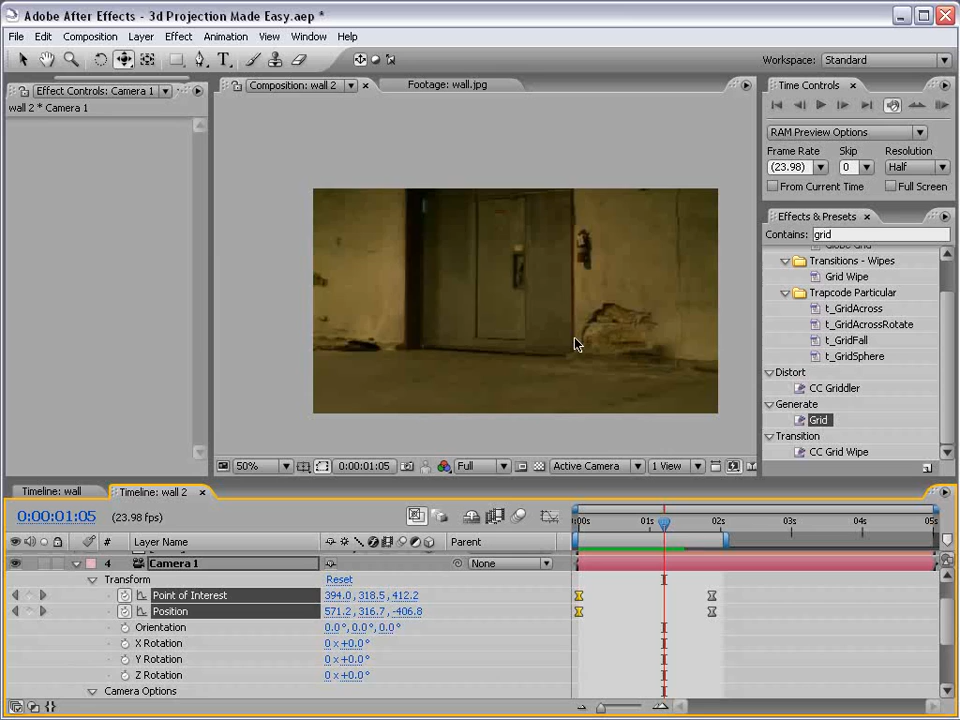 Adobe After Effects - 3d Projection Made Easy.aep *
File Edit Composition Layer Effect Animation View Window Help
Workspace: Standard
Effect Controls: Camera 1
wall 2 * Camera 1
Composition: wall 2
Footage: wall.jpg
Time Controls
RAM Preview Options
Frame Rate Skip Resolution
(23.98) 0 Half
From Current Time Full Screen
Effects & Presets
Contains: grid
Transitions - Wipes
Grid Wipe
Trapcode Particular
t_GridAcross
t_GridAcrossRotate
t_GridFall
t_GridSphere
Distort
CC Griddler
Generate
Grid
Transition
CC Grid Wipe
50% 0:00:01:05 Full Active Camera 1 View
Timeline: wall Timeline: wall 2
0:00:01:05 (23.98 fps)
# Layer Name Parent
:00s 01s 02s 03s 04s 05s
4 Camera 1 None
Transform Reset
Point of Interest 394.0, 318.5, 412.2
Position 571.2, 316.7, -406.8
Orientation 0.0°, 0.0°, 0.0°
X Rotation 0 x+0.0°
Y Rotation 0 x+0.0°
Z Rotation 0 x+0.0°
Camera Options